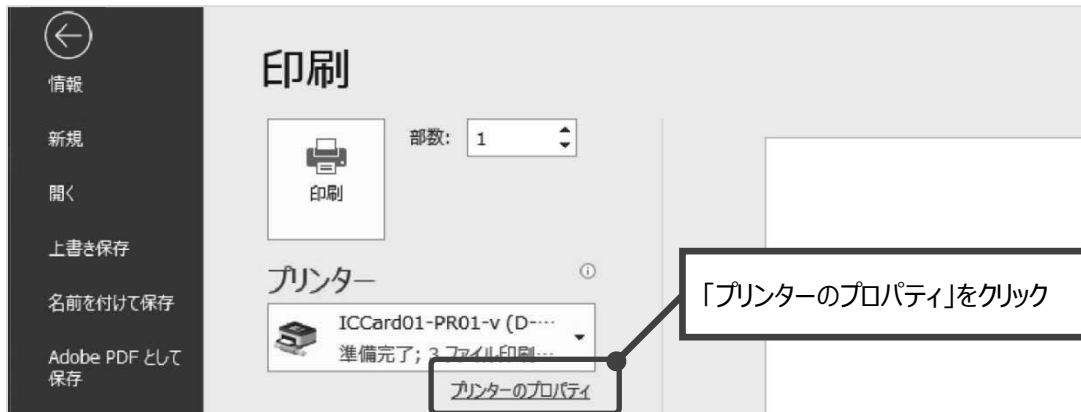 情報
新規
開く
上書き保存
名前を付けて保存
Adobe PDF として
保存
印刷
印刷
部数: 1
プリンター
ICCard01-PR01-v (D-…
準備完了; 3 ファイル印刷…
プリンターのプロパティ
「プリンターのプロパティ」をクリック